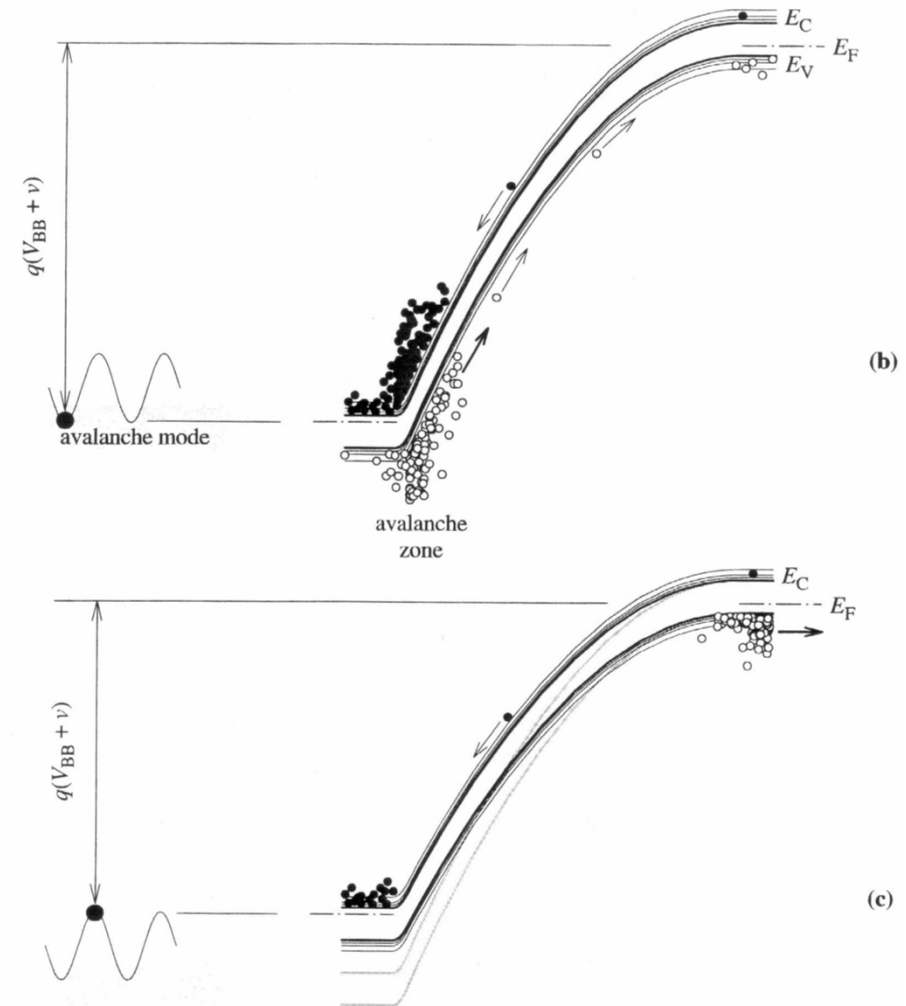 E_C
E_F
E_V
q(V_BB + v)
(b)
avalanche mode
avalanche
zone
E_C
E_F
q(V_BB + v)
(c)